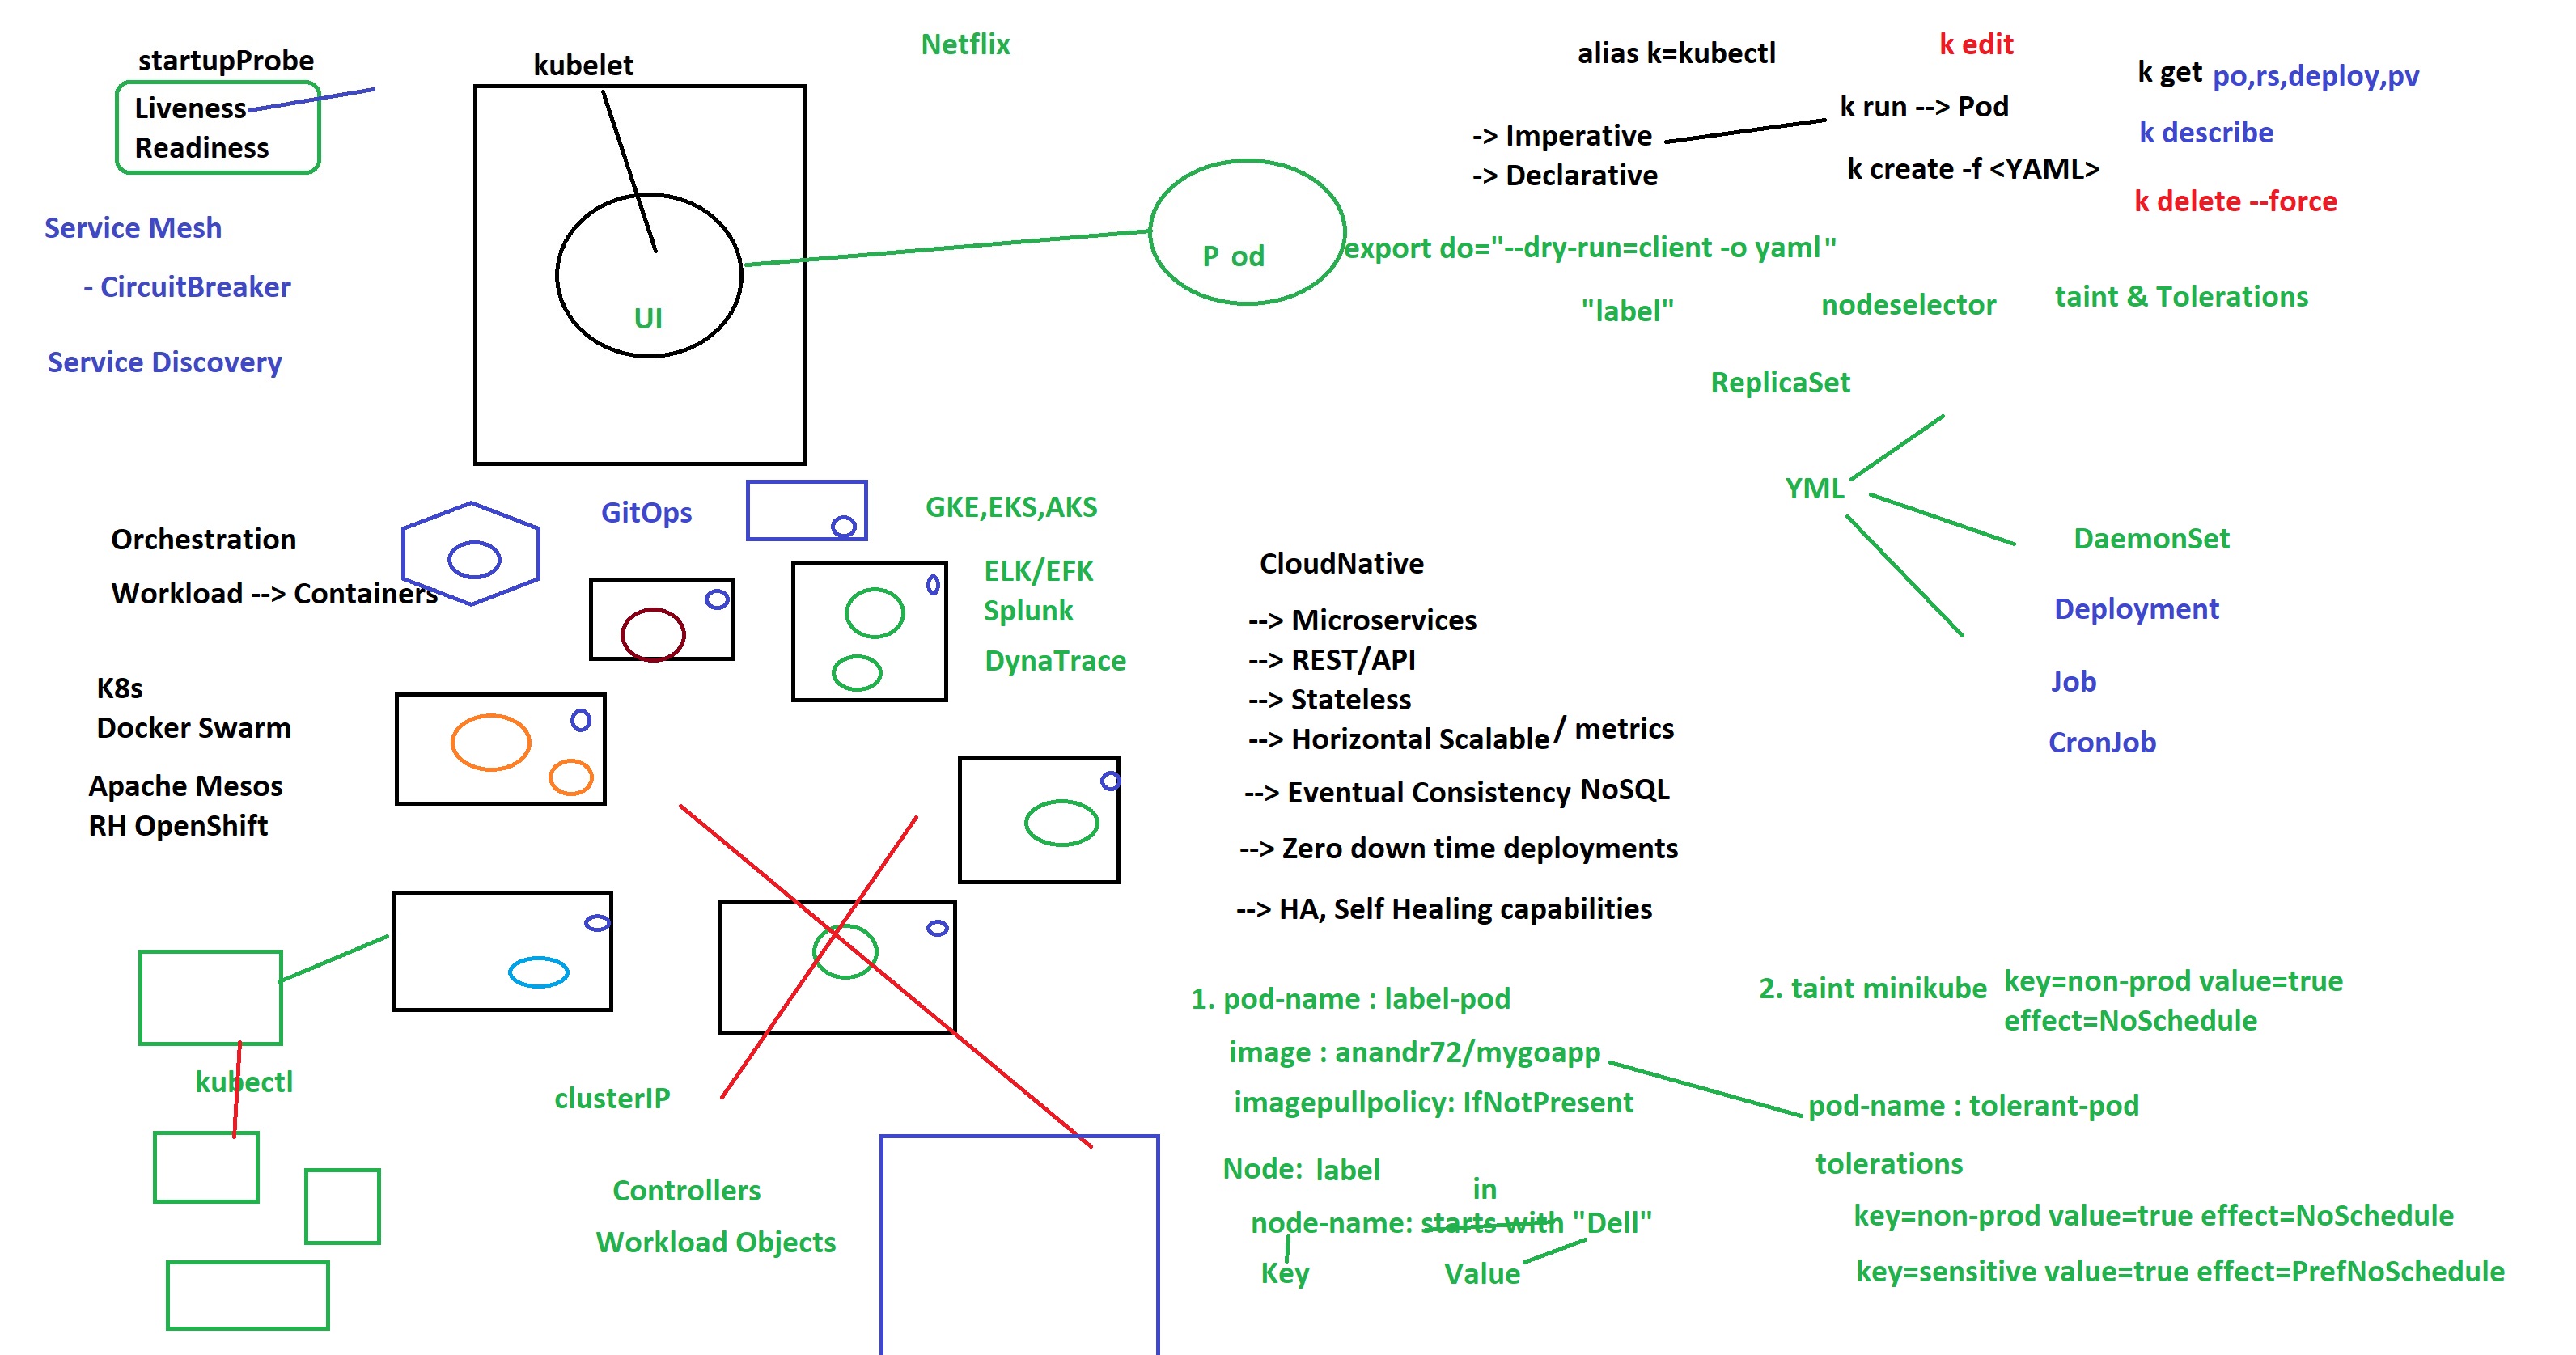 startupProbe
Liveness
Readiness
Service Mesh
- CircuitBreaker
Service Discovery
kubelet
UI
Netflix
P od
alias k=kubectl
-> Imperative
-> Declarative
k edit
k run --> Pod
k create -f <YAML>
k get po,rs,deploy,pv
k describe
k delete --force
export do="--dry-run=client -o yaml"
"label"
nodeselector
taint & Tolerations
ReplicaSet
YML
DaemonSet
Deployment
Job
CronJob
Orchestration
Workload --> Containers
K8s
Docker Swarm
Apache Mesos
RH OpenShift
GitOps
GKE,EKS,AKS
ELK/EFK
Splunk
DynaTrace
CloudNative
--> Microservices
--> REST/API
--> Stateless
--> Horizontal Scalable / metrics
--> Eventual Consistency NoSQL
--> Zero down time deployments
--> HA, Self Healing capabilities
kubectl
clusterIP
Controllers
Workload Objects
1. pod-name : label-pod
image : anandr72/mygoapp
imagepullpolicy: IfNotPresent
Node: label
in
node-name: starts with "Dell"
Key
Value
2. taint minikube key=non-prod value=true
effect=NoSchedule
pod-name : tolerant-pod
tolerations
key=non-prod value=true effect=NoSchedule
key=sensitive value=true effect=PrefNoSchedule